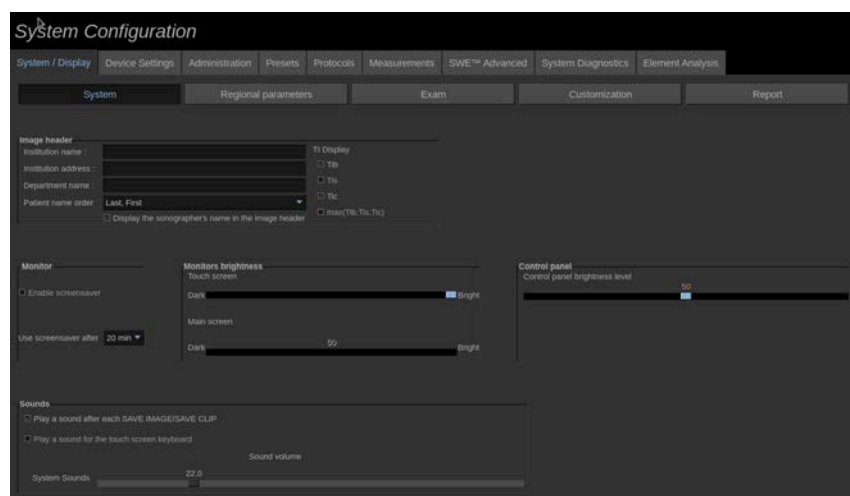 System Configuration
System / Display Device Settings Administration Presets Protocols Measurements SWE™ Advanced System Diagnostics Element Analysis
System Regional parameters Exam Customization Report
Image header
Institution name :
TI Display
Institution address :
Tib
Department name :
Tis
Patient name order Last, First
Tic
Display the sonographer's name in the image header
max(Tib,Tis,Tic)
Monitor
Monitors brightness
Control panel
Touch screen
Control panel brightness level
Enable screensaver
Dark Bright
50
Main screen
Use screensaver after 20 min
50
Dark Bright
Sounds
Play a sound after each SAVE IMAGE/SAVE CLIP
Play a sound for the touch screen keyboard
Sound volume
22.0
System Sounds